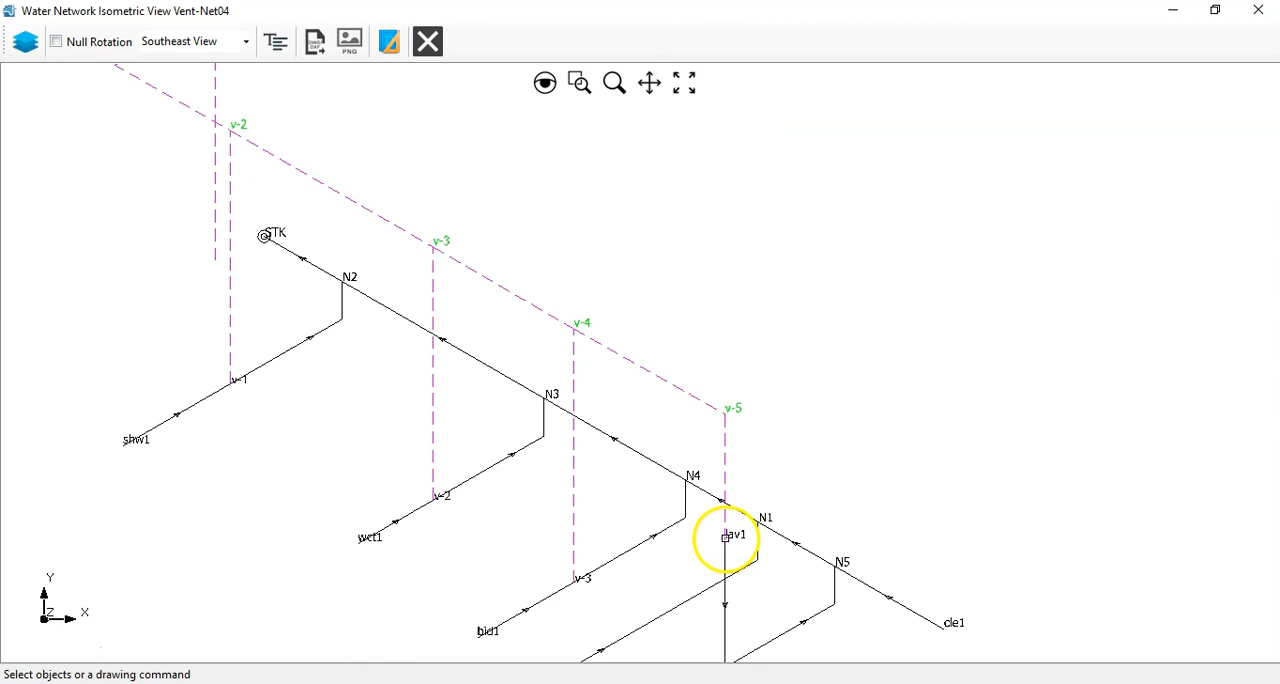 Water Network Isometric View Vent-Net04
Null Rotation
Southeast View
PNG
v-2
STK
v-3
N2
v-4
v-1
N3
v-5
shw1
N4
v-2
N1
lav1
wct1
N5
v-3
Y
Z
X
bid1
cle1
Select objects or a drawing command